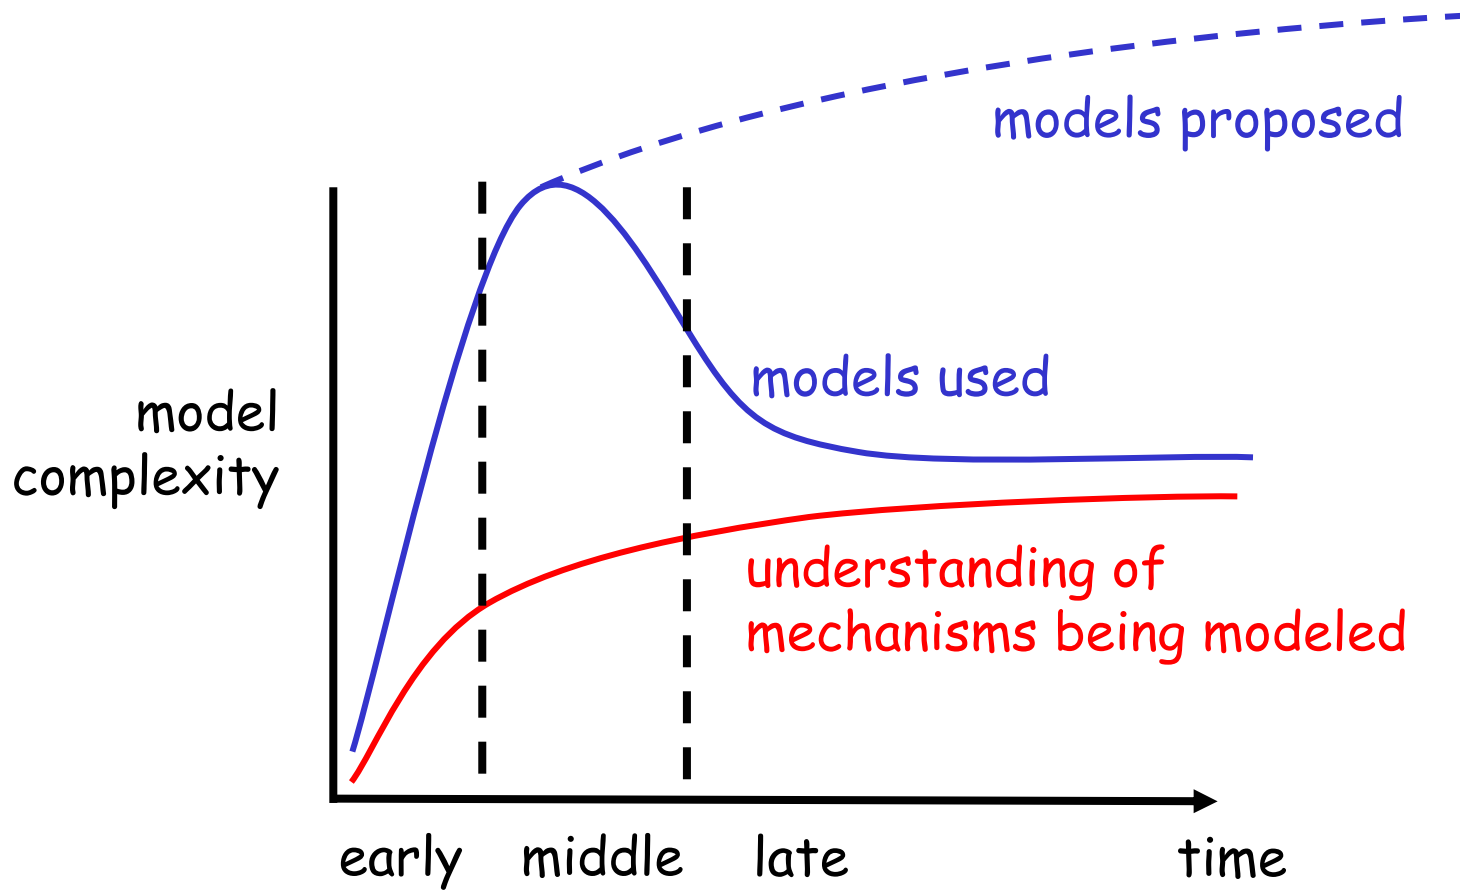 models proposed
models used
model
complexity
understanding of
mechanisms being modeled
early middle late time